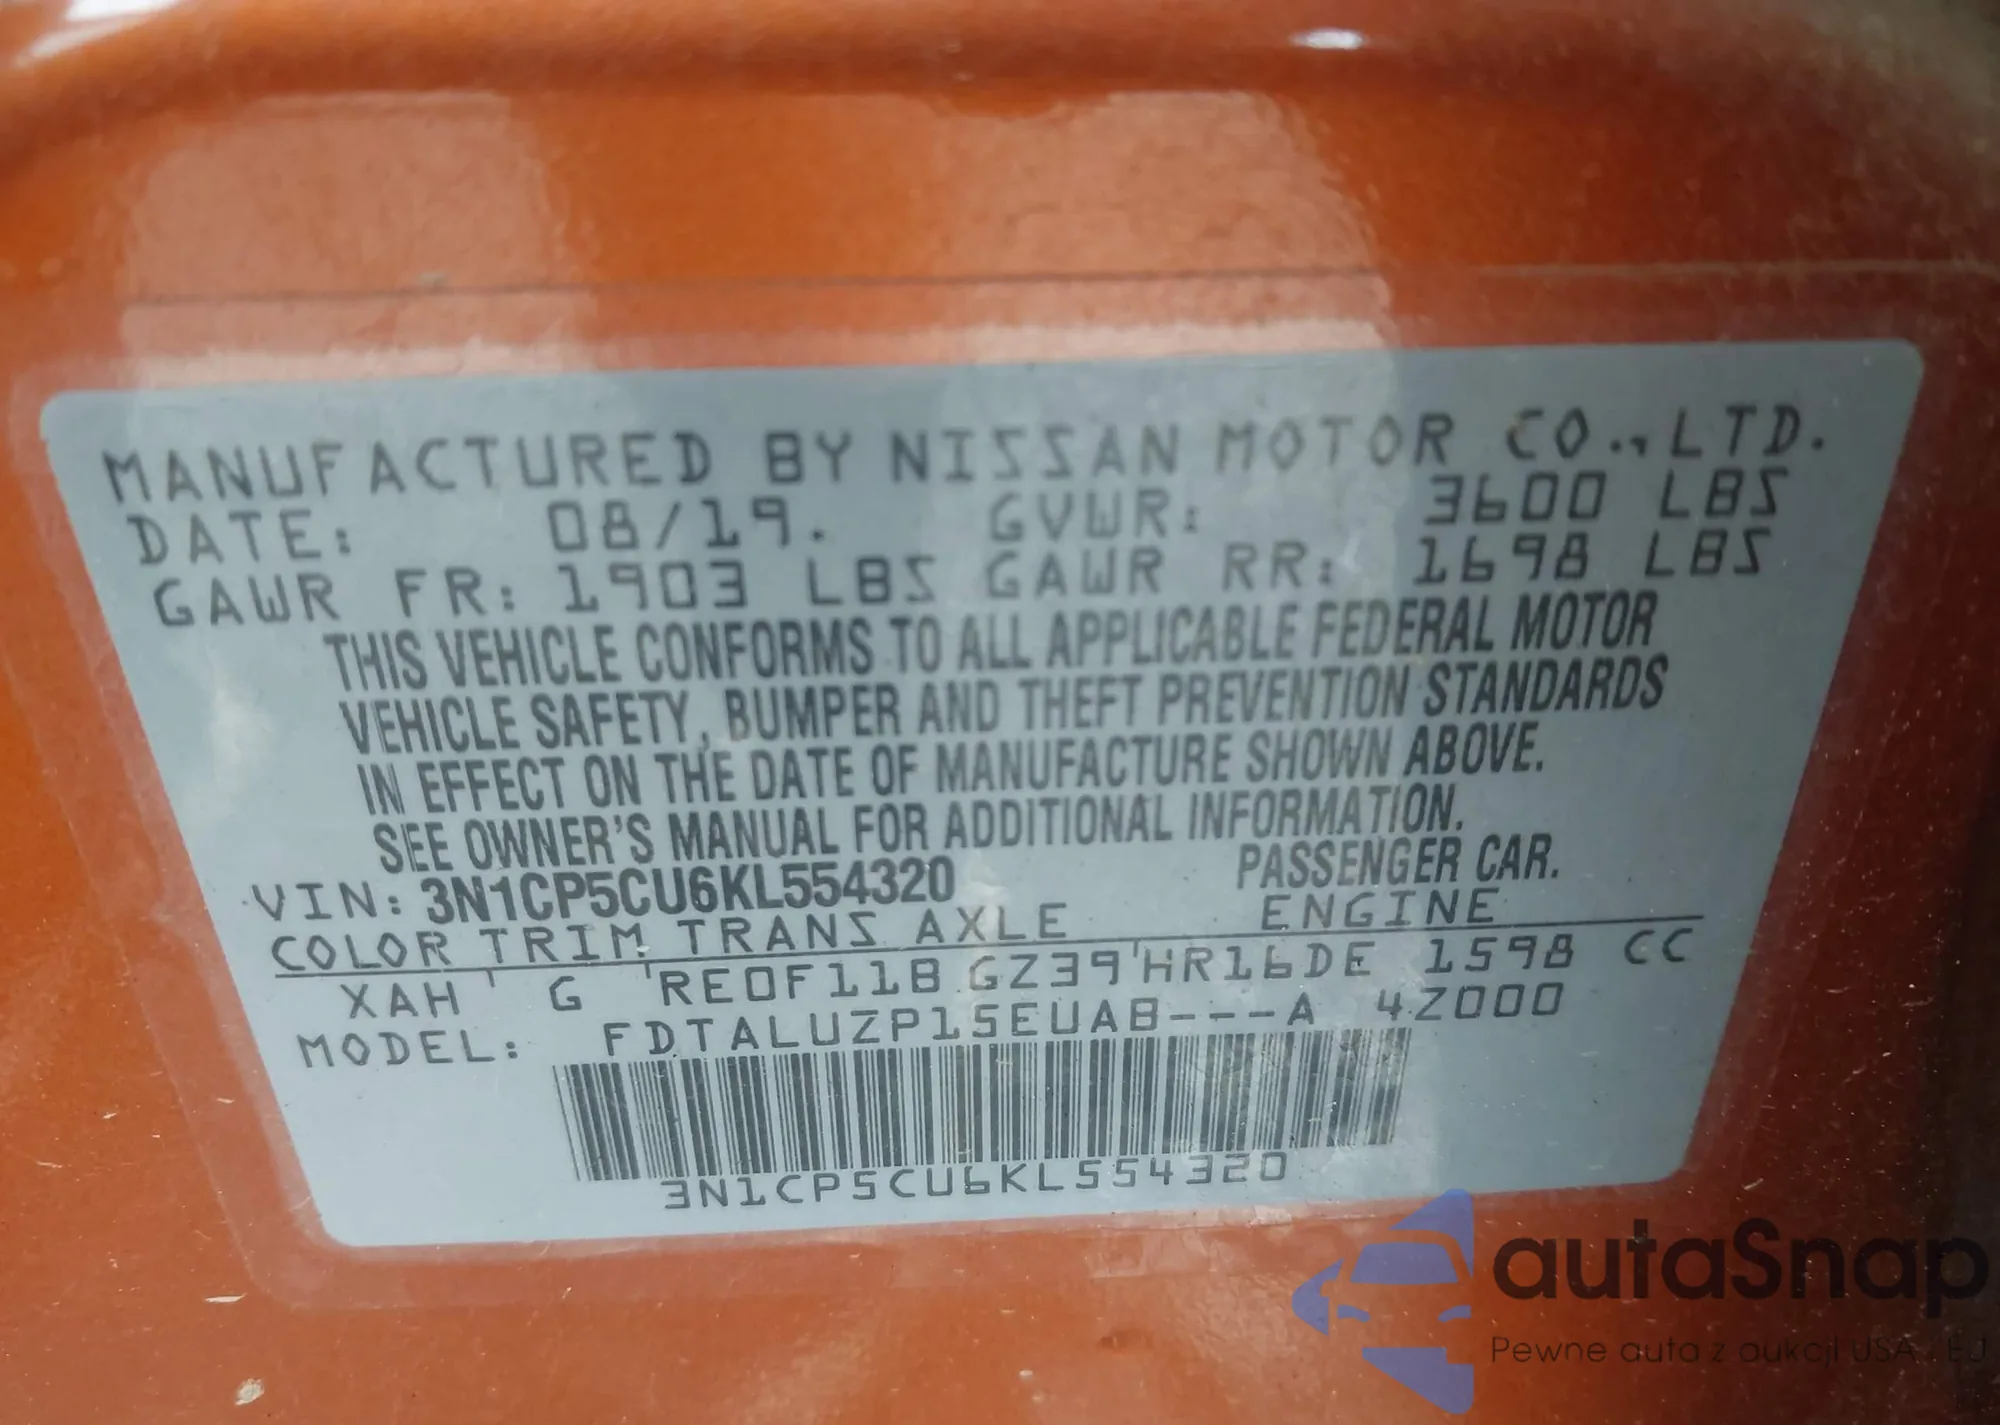 MANUFACTURED BY NISSAN MOTOR CO., LTD.
DATE: 08/19. GVWR: 3600 LBS
GAWR FR: 1903 LBS GAWR RR: 1698 LBS
THIS VEHICLE CONFORMS TO ALL APPLICABLE FEDERAL MOTOR
VEHICLE SAFETY, BUMPER AND THEFT PREVENTION STANDARDS
IN EFFECT ON THE DATE OF MANUFACTURE SHOWN ABOVE.
SEE OWNER'S MANUAL FOR ADDITIONAL INFORMATION.
VIN: 3N1CP5CU6KL554320 PASSENGER CAR.
COLOR TRIM TRANS AXLE ENGINE
XAH G RE0F11B GZ39 HR16DE 1598 CC
MODEL: FDTALUZP15EUAB---A 4Z000
3N1CP5CU6KL554320
autaSnap
Pewne auta z aukcji USA i EJ